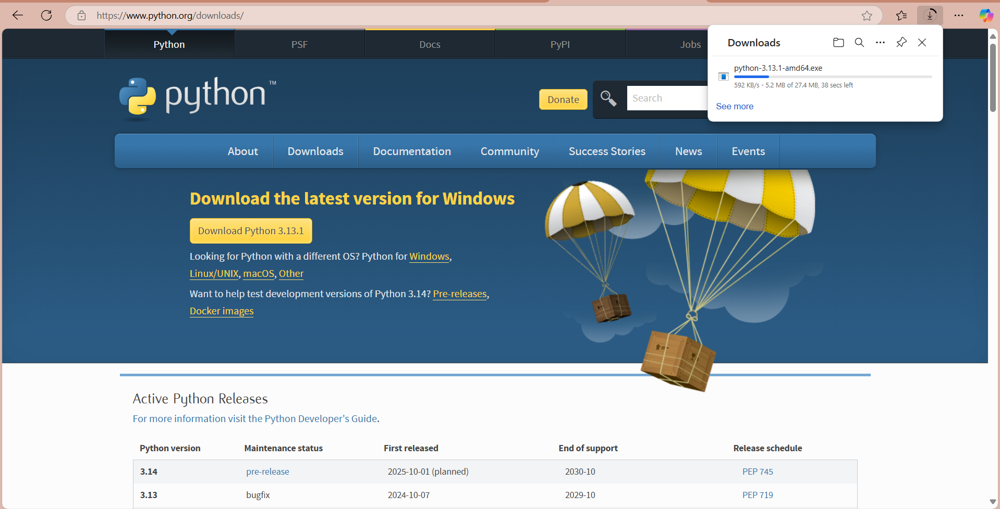 https://www.python.org/downloads/
Python
PSF
Docs
PyPI
Jobs
Downloads
python-3.13.1-amd64.exe
592 KB/s - 5.2 MB of 27.4 MB, 38 secs left
See more
python™
Donate
Search
About
Downloads
Documentation
Community
Success Stories
News
Events
Download the latest version for Windows
Download Python 3.13.1
Looking for Python with a different OS? Python for Windows,
Linux/UNIX, macOS, Other
Want to help test development versions of Python 3.14? Pre-releases,
Docker images
Active Python Releases
For more information visit the Python Developer's Guide.
Python version Maintenance status First released End of support Release schedule
3.14 pre-release 2025-10-01 (planned) 2030-10 PEP 745
3.13 bugfix 2024-10-07 2029-10 PEP 719